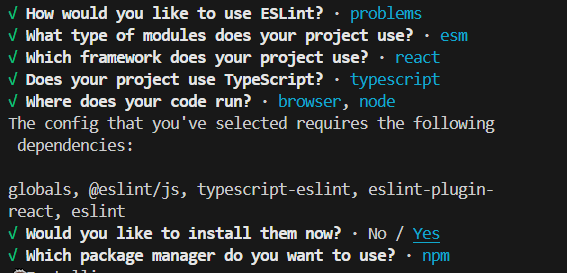 √ How would you like to use ESLint? · problems
√ What type of modules does your project use? · esm
√ Which framework does your project use? · react
√ Does your project use TypeScript? · typescript
√ Where does your code run? · browser, node
The config that you've selected requires the following
dependencies:
globals, @eslint/js, typescript-eslint, eslint-plugin-
react, eslint
√ Would you like to install them now? · No / Yes
√ Which package manager do you want to use? · npm